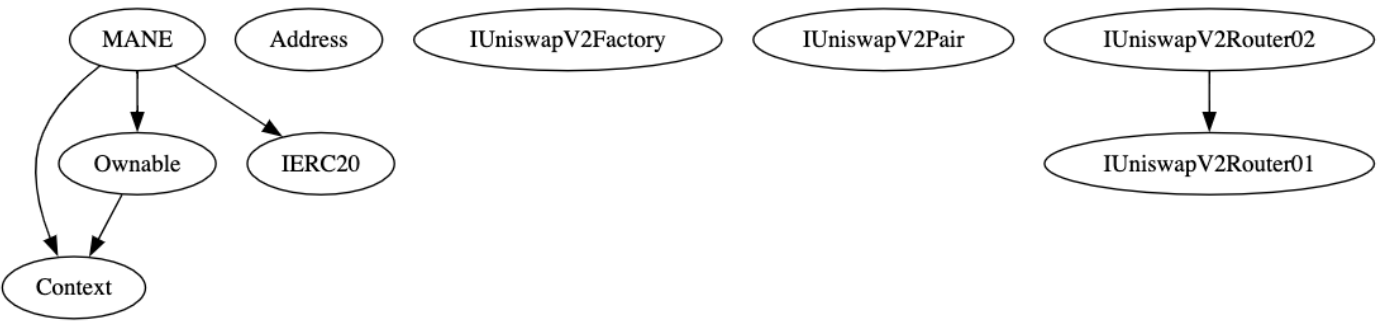 MANE
Address
IUniswapV2Factory
IUniswapV2Pair
IUniswapV2Router02
Ownable
IERC20
IUniswapV2Router01
Context